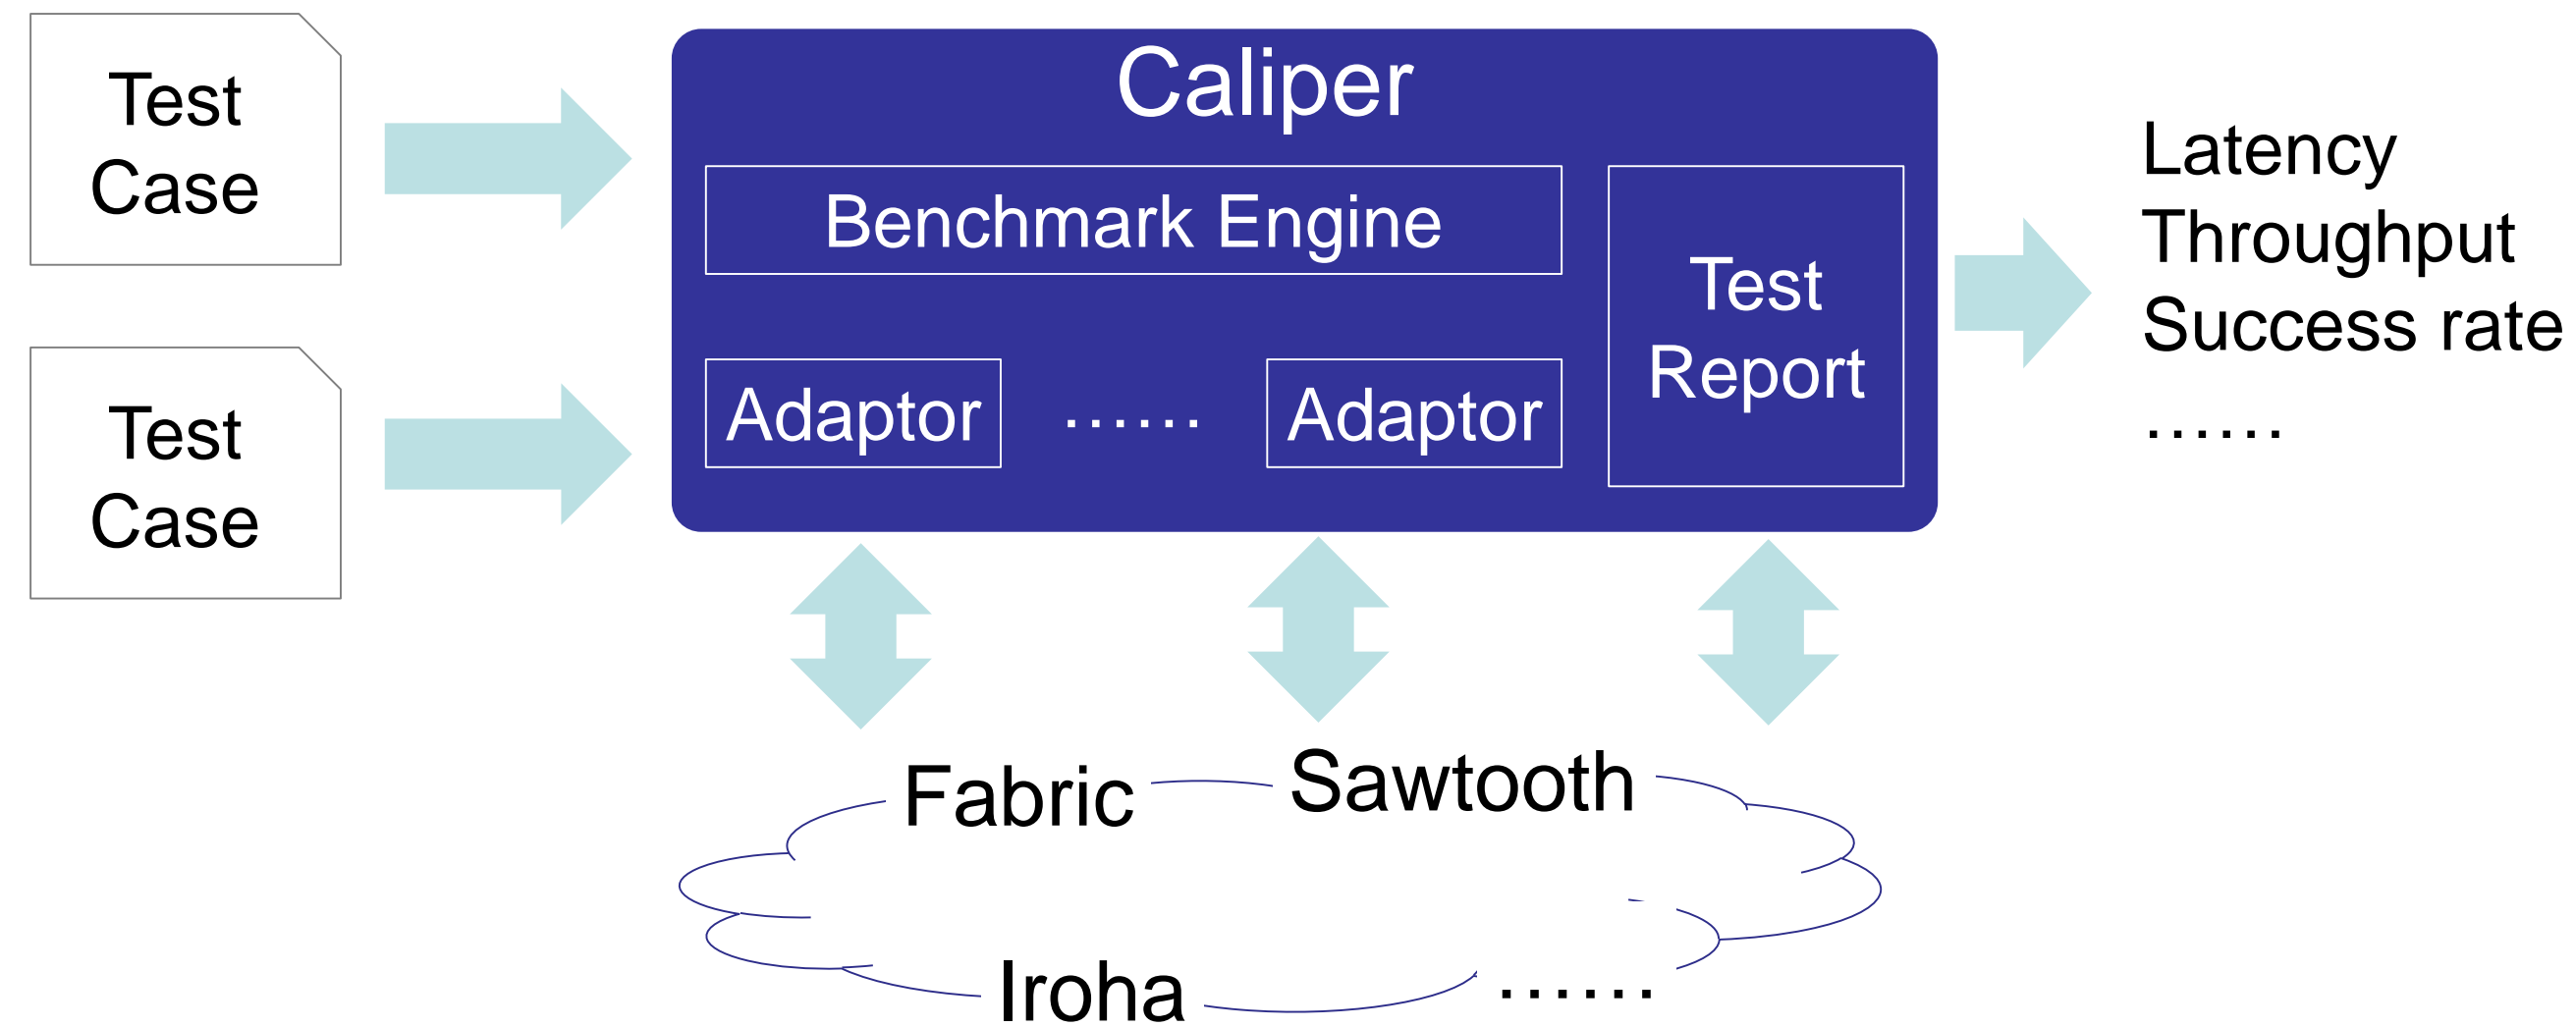 Test
Case
Test
Case
Caliper
Benchmark Engine
Adaptor
……
Adaptor
Test
Report
Latency
Throughput
Success rate
……
Fabric
Sawtooth
Iroha
……